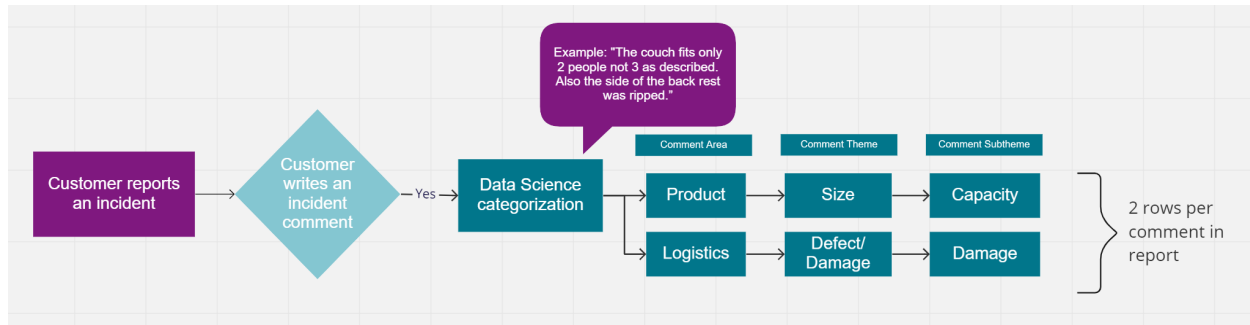 Example: "The couch fits only
2 people not 3 as described.
Also the side of the back rest
was ripped."
Comment Area
Comment Theme
Comment Subtheme
Customer reports
an incident
Customer
writes an
incident
comment
Yes
Data Science
categorization
Product
Size
Capacity
Logistics
Defect/
Damage
Damage
2 rows per
comment in
report